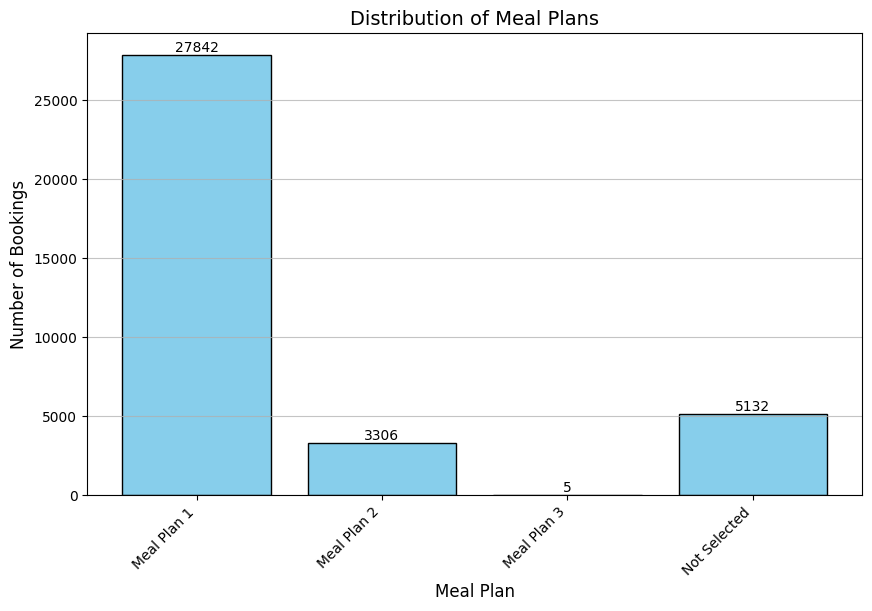 Distribution of Meal Plans
27842
3306
5
5132
25000
20000
15000
10000
5000
0
Number of Bookings
Meal Plan 1
Meal Plan 2
Meal Plan 3
Not Selected
Meal Plan